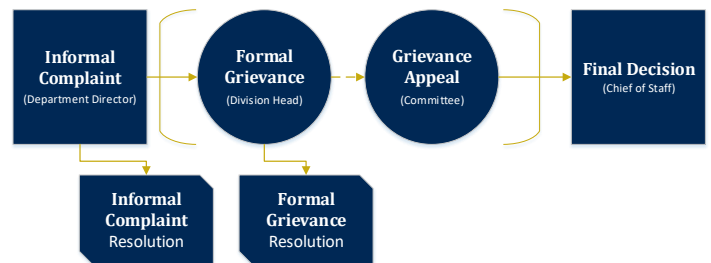 Informal
Complaint
(Department Director)
Formal
Grievance
(Division Head)
Grievance
Appeal
(Committee)
Final Decision
(Chief of Staff)
Informal
Complaint
Resolution
Formal
Grievance
Resolution